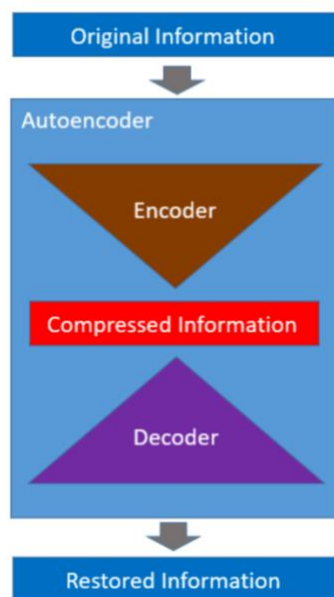 Original Information
Autoencoder
Encoder
Compressed Information
Decoder
Restored Information